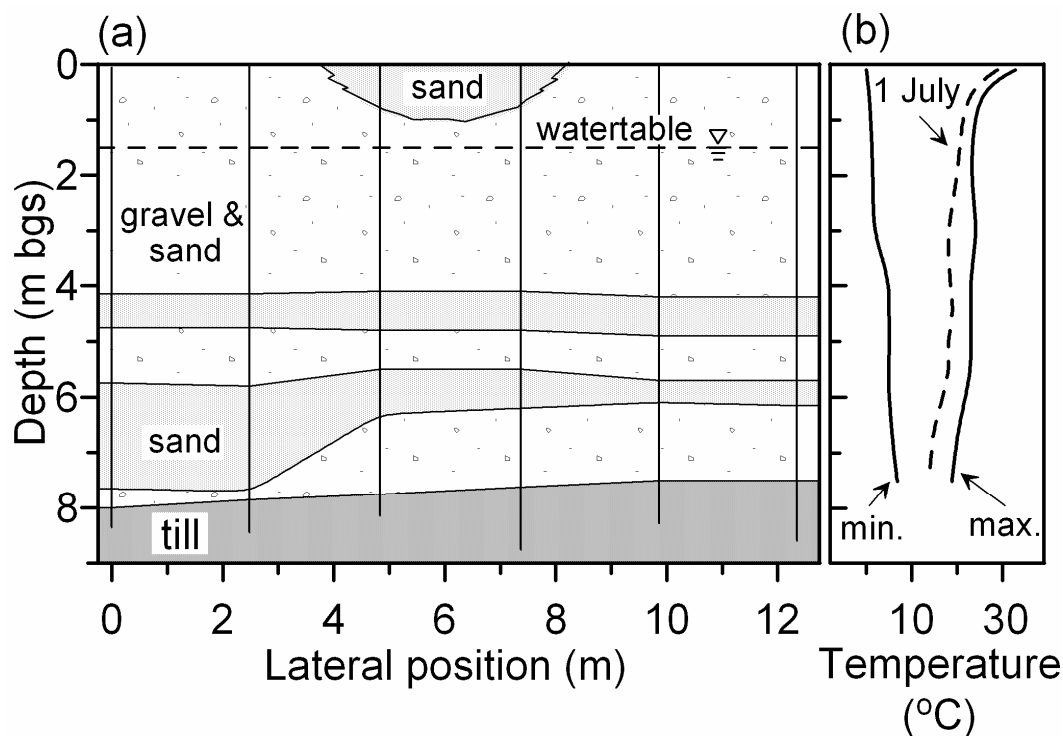 (a)
(b)
0
2
4
6
8
Depth (m bgs)
sand
1 July
watertable
gravel &
sand
sand
till
min.
max.
0 2 4 6 8 10 12
10 30
Lateral position (m)
Temperature
(oC)